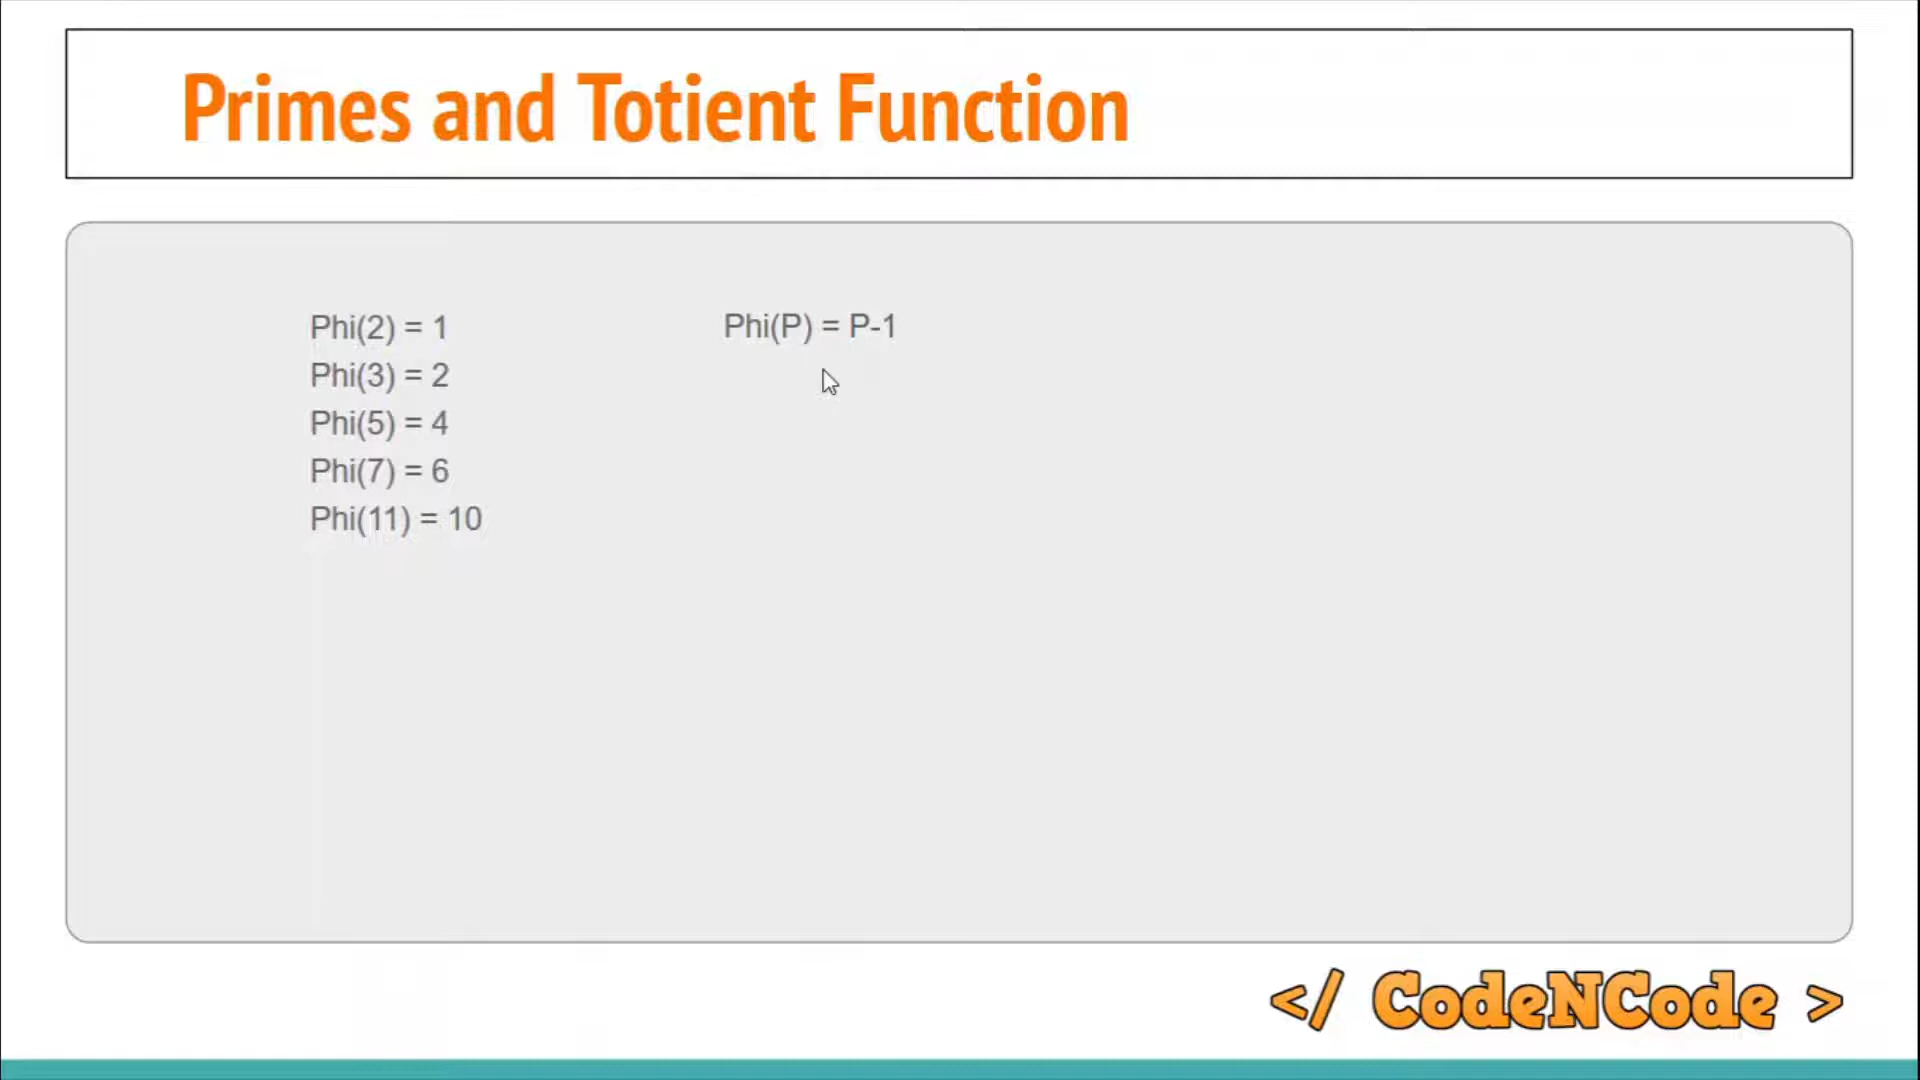 Primes and Totient Function
Phi(2) = 1
Phi(3) = 2
Phi(5) = 4
Phi(7) = 6
Phi(11) = 10
Phi(P) = P-1
</ CodeNCode >